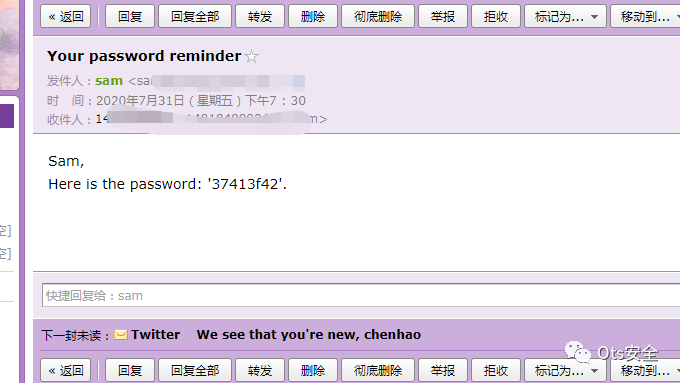 « 返回 回复 回复全部 转发 删除 彻底删除 举报 拒收 标记为... 移动到...
Your password reminder
发件人：sam <sa
时 间：2020年7月31日（星期五）下午7：30
收件人：14
Sam,
Here is the password: '37413f42'.
空]
空]
快捷回复给：sam
下一封未读： Twitter We see that you're new, chenhao
Ots安全
« 返回 回复 回复全部 转发 删除 彻底删除 举报 拒收 标记为... 移动到...